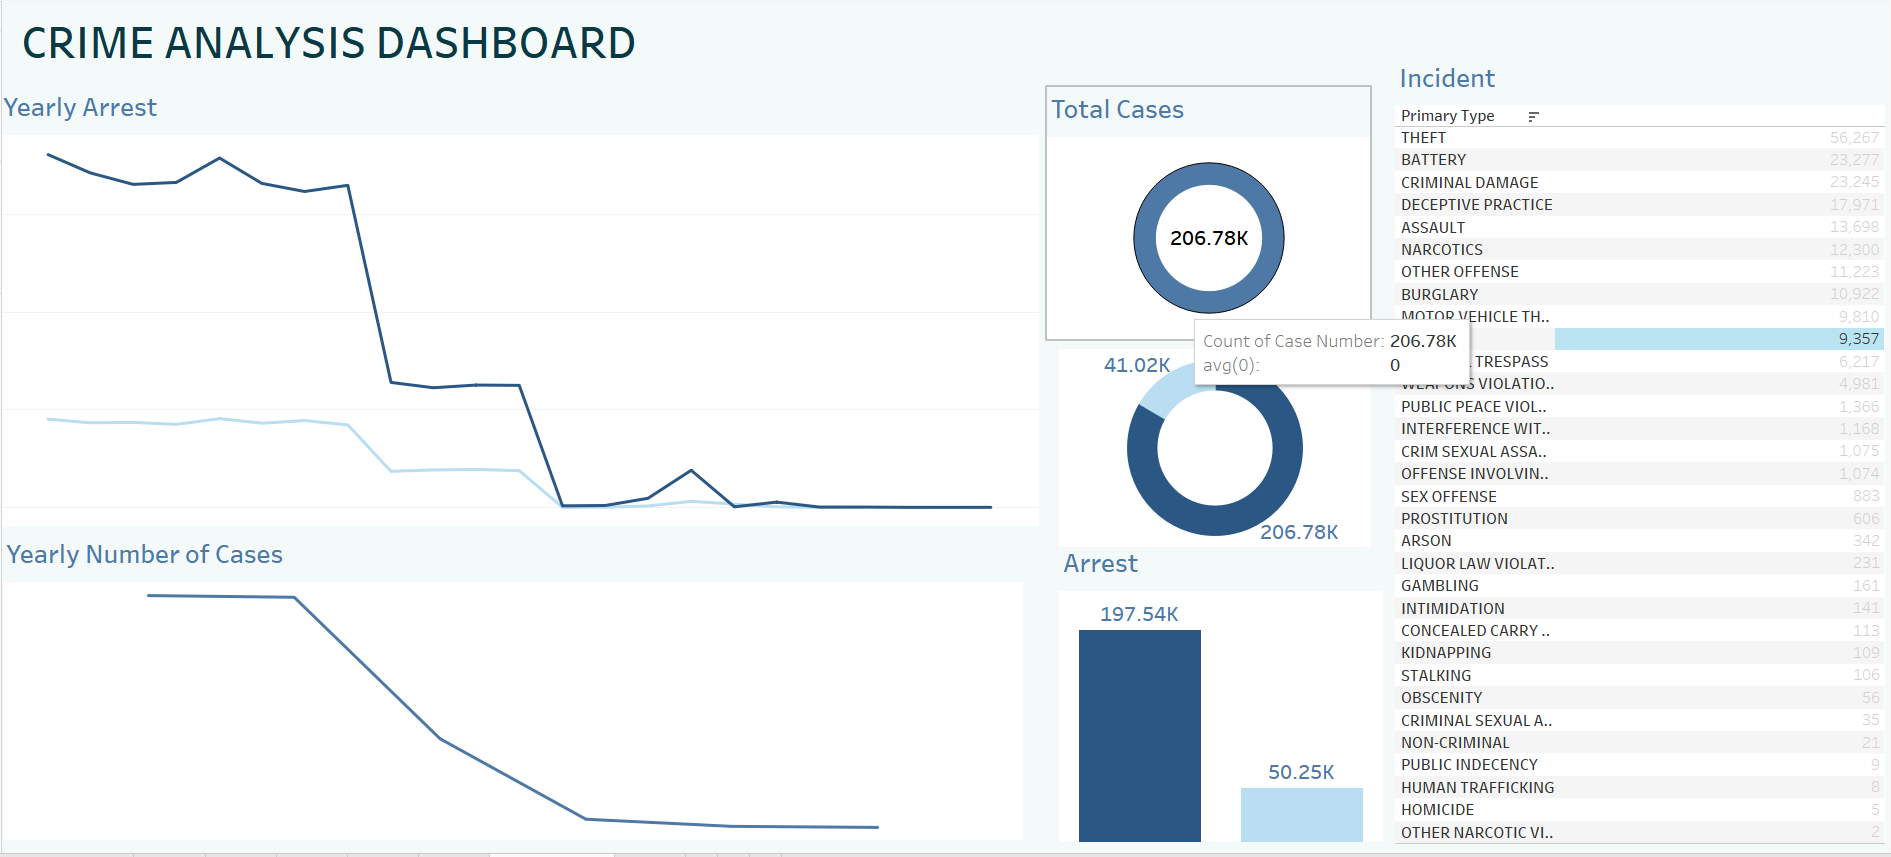 CRIME ANALYSIS DASHBOARD
Yearly Arrest
Yearly Number of Cases
Total Cases
206.78K
Count of Case Number: 206.78K
avg(0): 0
41.02K
206.78K
Arrest
197.54K
50.25K
Incident
Primary Type
THEFT 56,267
BATTERY 23,277
CRIMINAL DAMAGE 23,245
DECEPTIVE PRACTICE 17,971
ASSAULT 13,698
NARCOTICS 12,300
OTHER OFFENSE 11,223
BURGLARY 10,922
MOTOR VEHICLE TH.. 9,810
9,357
TRESPASS 6,217
WEAPONS VIOLATIO.. 4,981
PUBLIC PEACE VIOL.. 1,366
INTERFERENCE WIT.. 1,168
CRIM SEXUAL ASSA.. 1,075
OFFENSE INVOLVIN.. 1,074
SEX OFFENSE 883
PROSTITUTION 606
ARSON 342
LIQUOR LAW VIOLAT.. 231
GAMBLING 161
INTIMIDATION 141
CONCEALED CARRY .. 113
KIDNAPPING 109
STALKING 106
OBSCENITY 56
CRIMINAL SEXUAL A.. 35
NON-CRIMINAL 21
PUBLIC INDECENCY 9
HUMAN TRAFFICKING 8
HOMICIDE 5
OTHER NARCOTIC VI.. 2